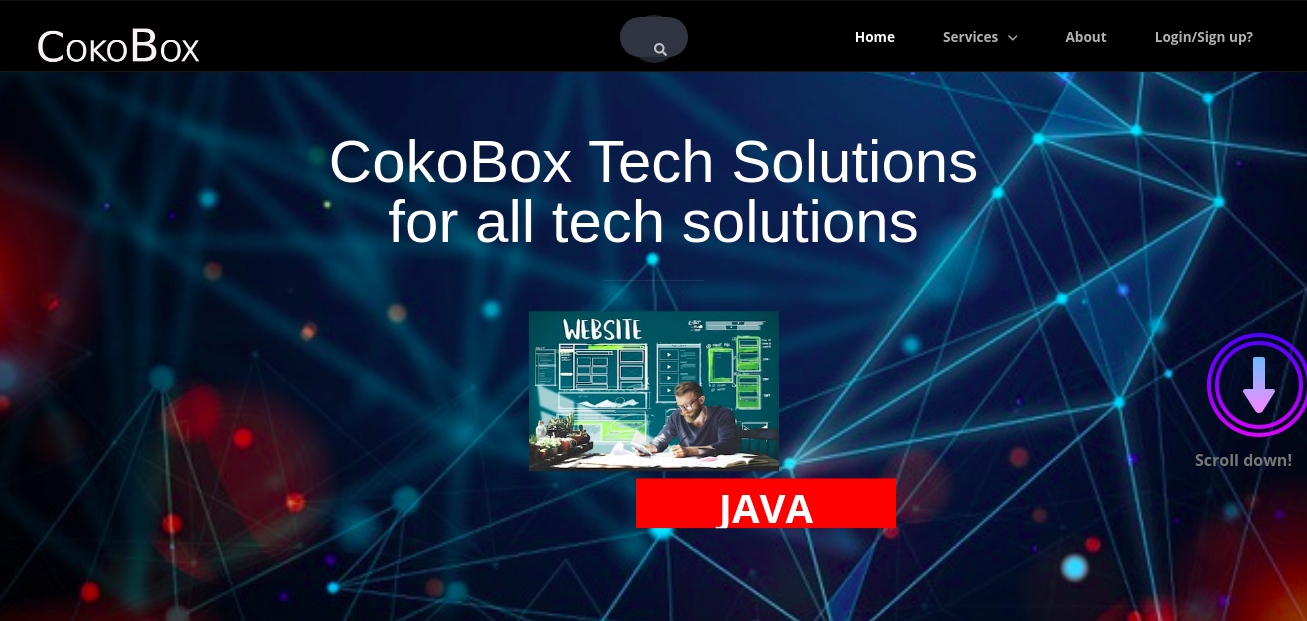 COKOBOX
Home
Services
About
Login/Sign up?
CokoBox Tech Solutions
for all tech solutions
WEBSITE
JAVA
Scroll down!